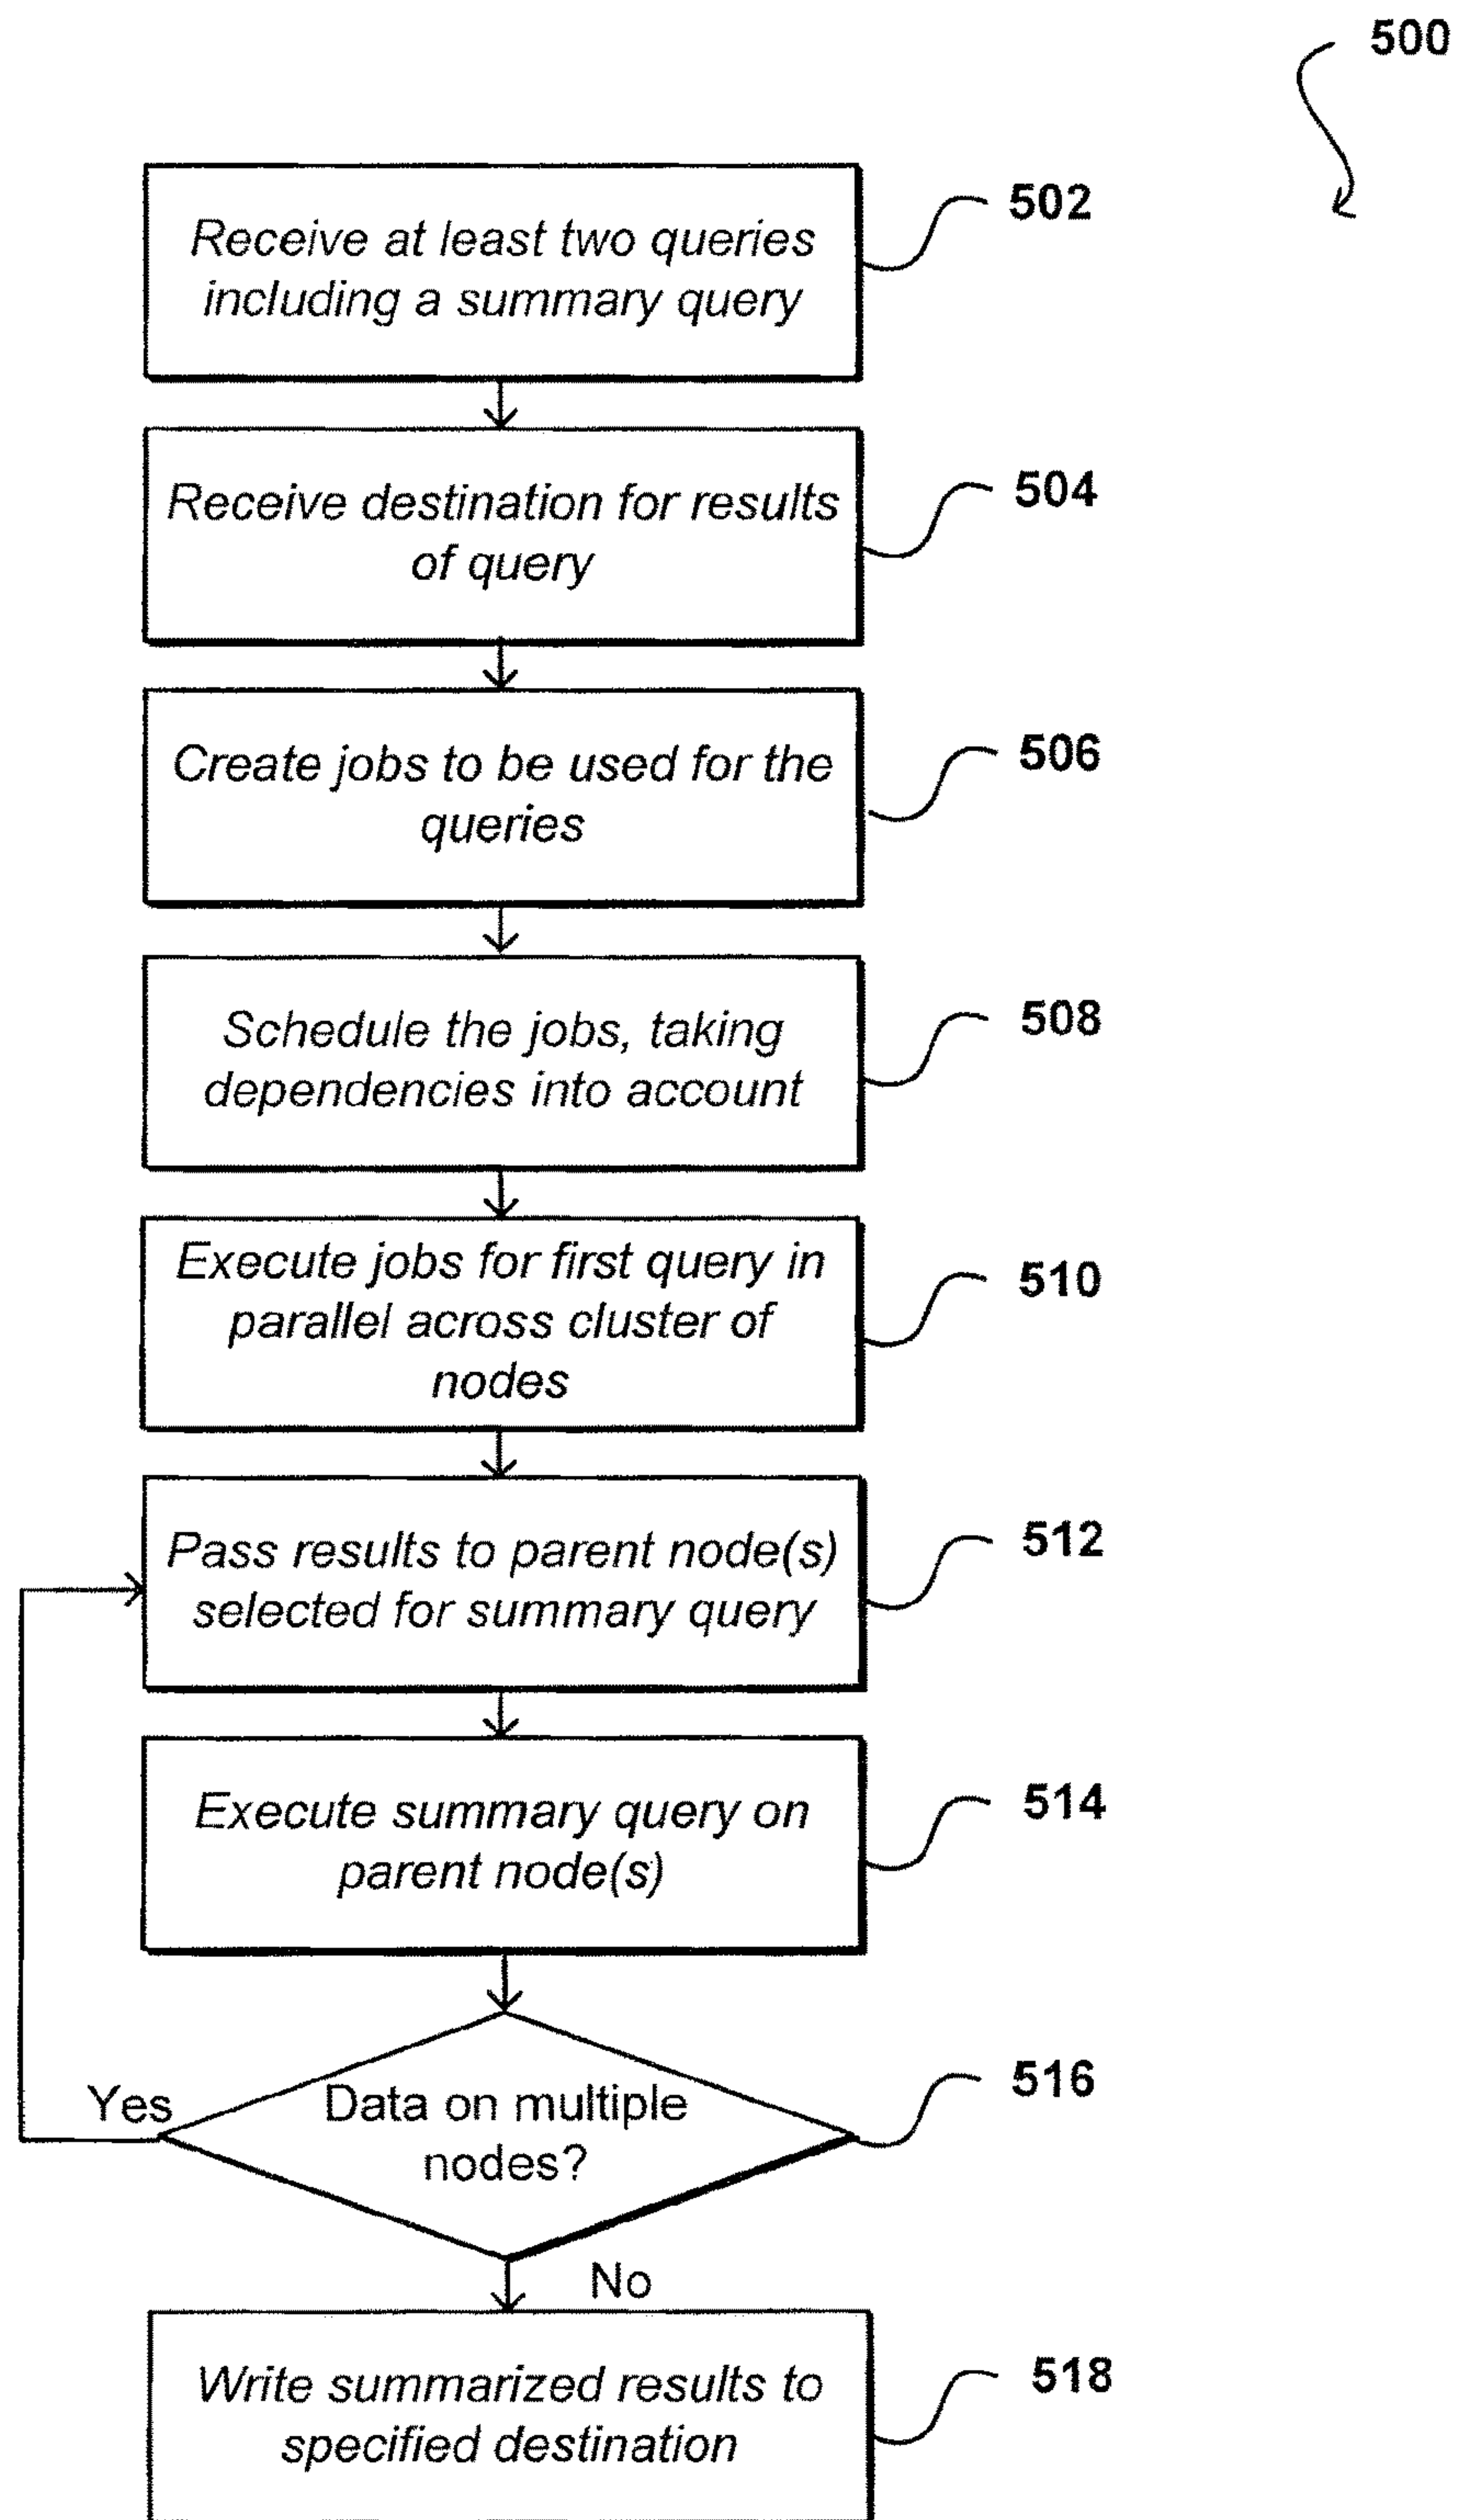 500
Receive at least two queries
including a summary query
502
Receive destination for results
of query
504
Create jobs to be used for the
queries
506
Schedule the jobs, taking
dependencies into account
508
Execute jobs for first query in
parallel across cluster of
nodes
510
Pass results to parent node(s)
selected for summary query
512
Execute summary query on
parent node(s)
514
Data on multiple
nodes?
516
Yes
No
Write summarized results to
specified destination
518